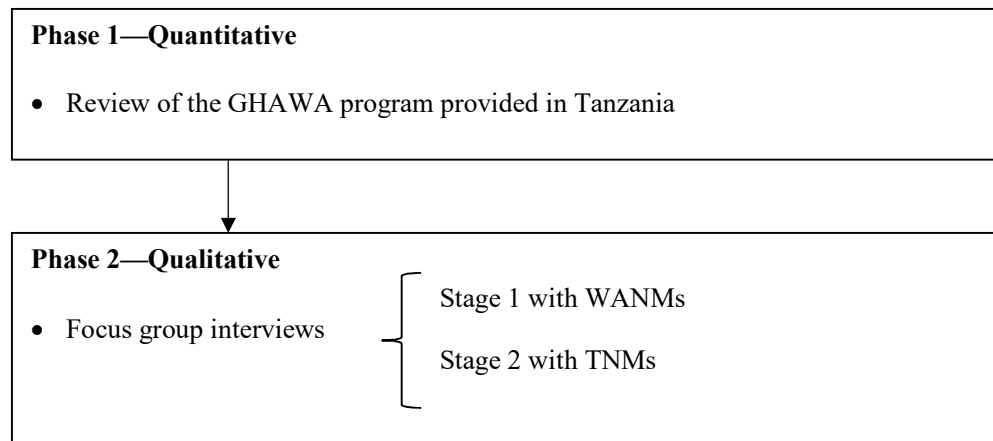 Phase 1—Quantitative
• Review of the GHAWA program provided in Tanzania
Phase 2—Qualitative
• Focus group interviews
Stage 1 with WANMs
Stage 2 with TNMs